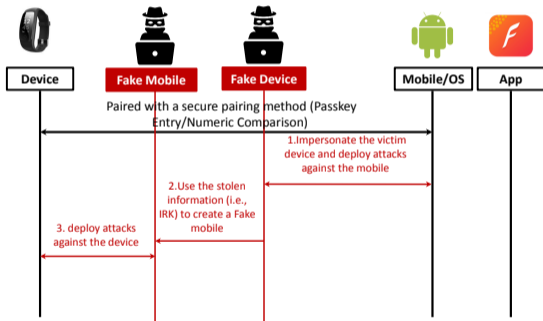 Device
Fake Mobile
Fake Device
Mobile/OS
App
Paired with a secure pairing method (Passkey
Entry/Numeric Comparison)
1.Impersonate the victim
device and deploy attacks
against the mobile
2.Use the stolen
information (i.e.,
IRK) to create a Fake
mobile
3. deploy attacks
against the device